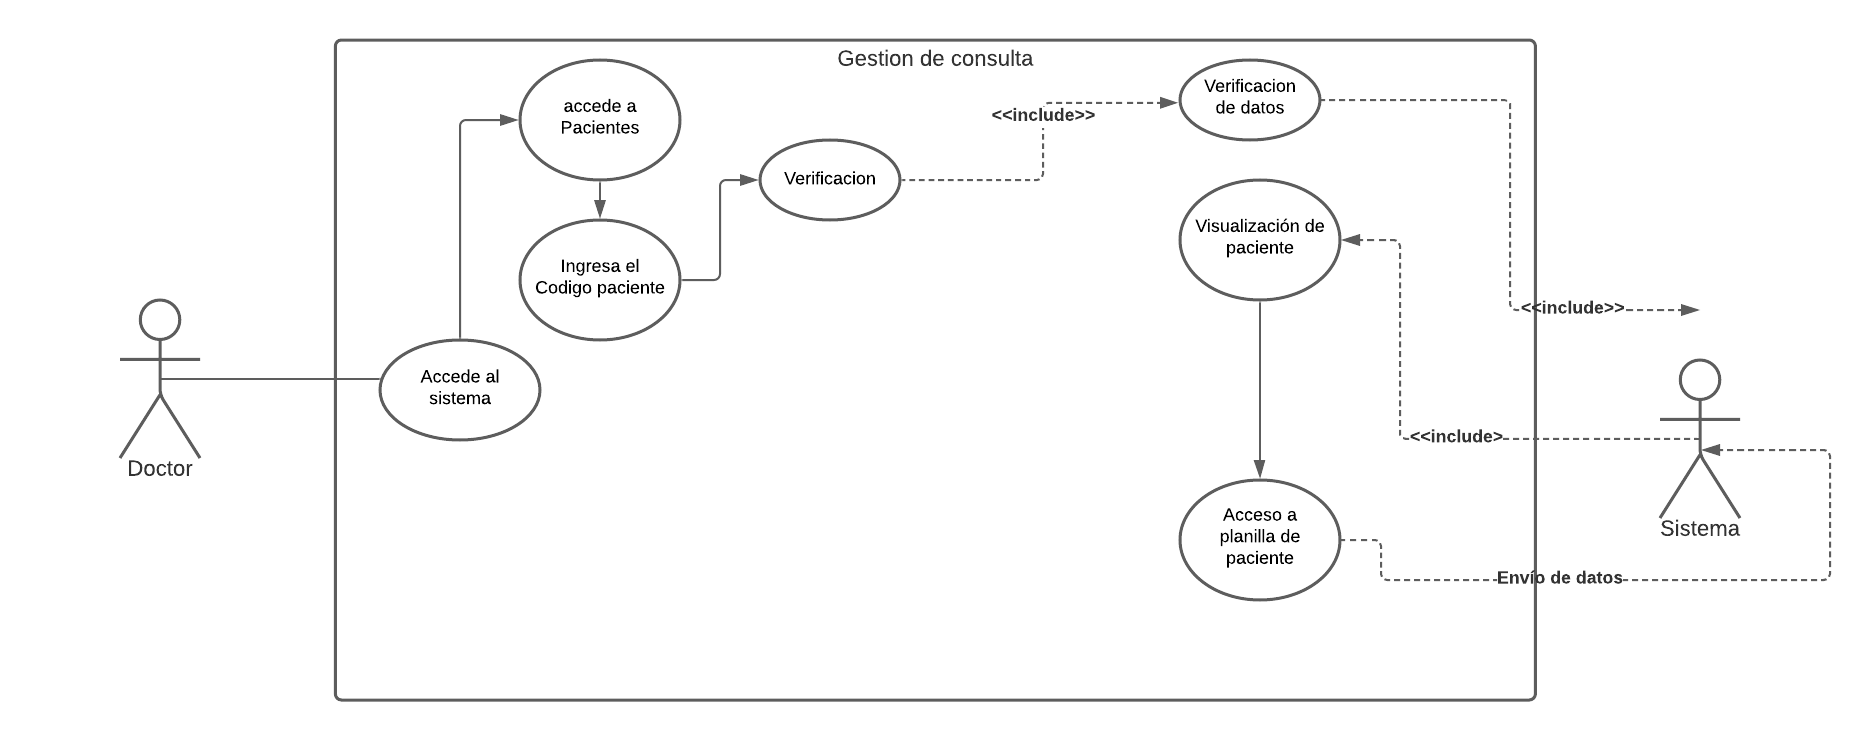 Gestion de consulta
accede a
Pacientes
Verificacion
de datos
<<include>>
Verificacion
Visualización de
paciente
Ingresa el
Codigo paciente
<<include>>
Accede al
sistema
<<include>
Doctor
Acceso a
planilla de
paciente
Sistema
Envío de datos